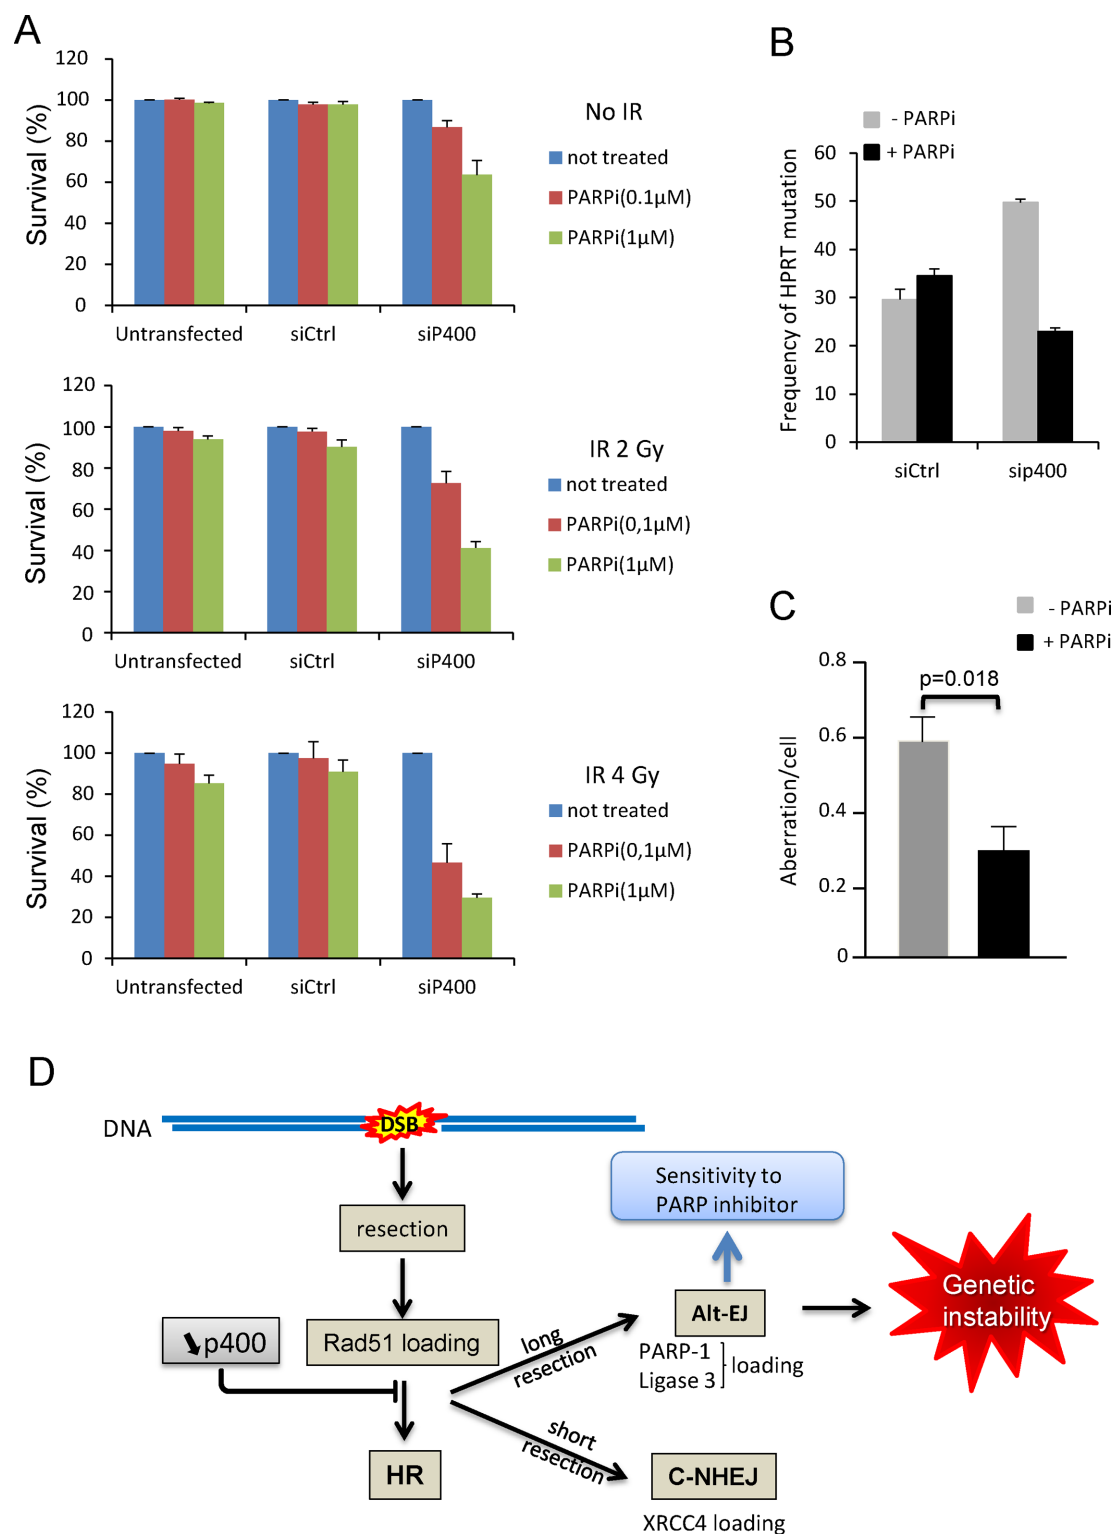 A
120
100
80
60
40
20
0
Survival (%)
Untransfected
siCtrl
siP400
No IR
not treated
PARPi(0.1µM)
PARPi(1µM)
120
100
80
60
40
20
0
Survival (%)
Untransfected
siCtrl
siP400
IR 2 Gy
not treated
PARPi(0,1µM)
PARPi(1µM)
120
100
80
60
40
20
0
Survival (%)
Untransfected
siCtrl
siP400
IR 4 Gy
not treated
PARPi(0,1µM)
PARPi(1µM)
B
- PARPi
+ PARPi
60
50
40
30
20
10
0
Frequency of HPRT mutation
siCtrl
sip400
C
- PARPi
+ PARPi
0.8
0.6
0.4
0.2
0
Aberration/cell
p=0.018
D
DNA
DSB
resection
Rad51 loading
p400
HR
long
resection
short
resection
Sensitivity to
PARP inhibitor
Alt-EJ
PARP-1
Ligase 3
loading
C-NHEJ
XRCC4 loading
Genetic
instability